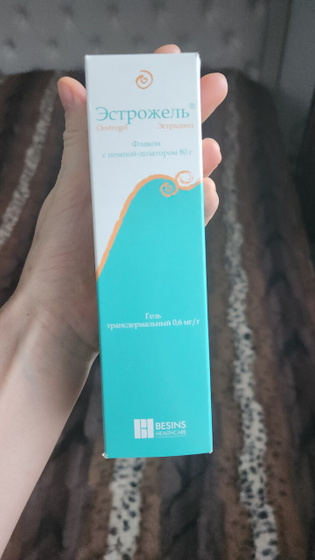 Эстрожель®
Oestrogel Эстрадиол
Флакон
с помпой-дозатором 80 г
Гель
трансдермальный 0,6 мг/г
BESINS
HEALTHCARE